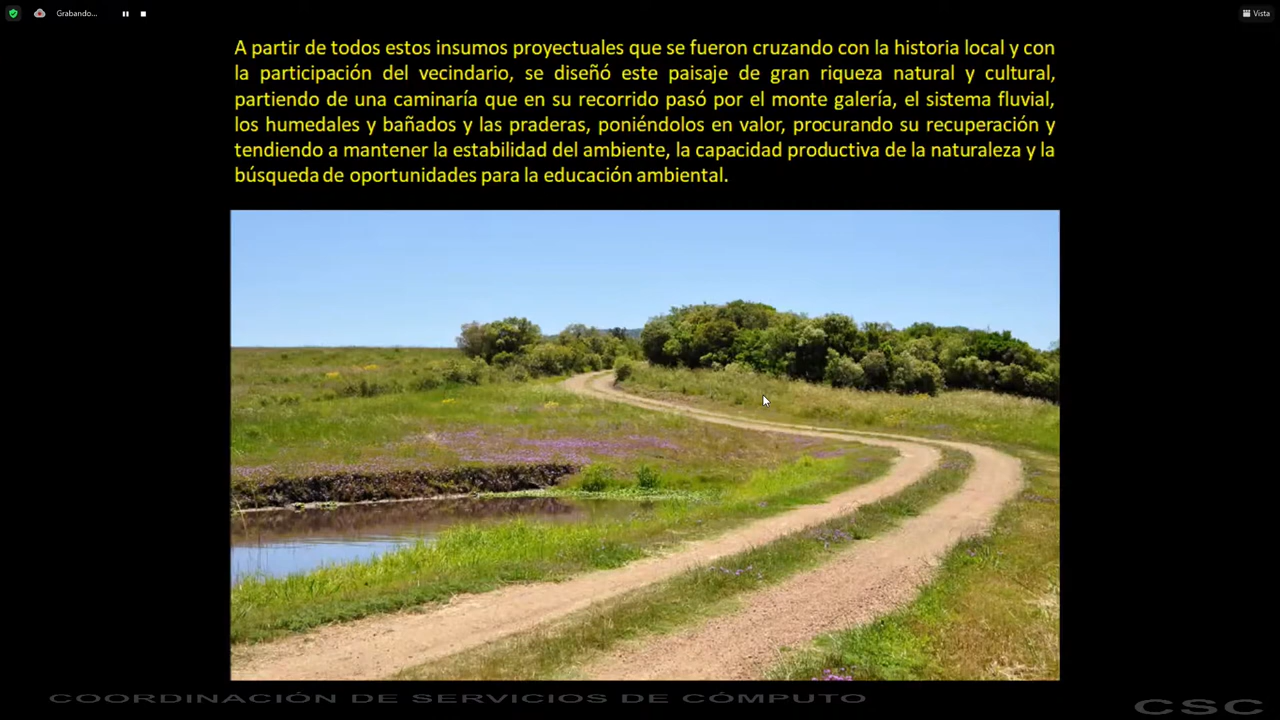 Grabando...
Vista
A partir de todos estos insumos proyectuales que se fueron cruzando con la historia local y con
la participación del vecindario, se diseñó este paisaje de gran riqueza natural y cultural,
partiendo de una caminaría que en su recorrido pasó por el monte galería, el sistema fluvial,
los humedales y bañados y las praderas, poniéndolos en valor, procurando su recuperación y
tendiendo a mantener la estabilidad del ambiente, la capacidad productiva de la naturaleza y la
búsqueda de oportunidades para la educación ambiental.
COORDINACIÓN DE SERVICIOS DE CÓMPUTO
CSC